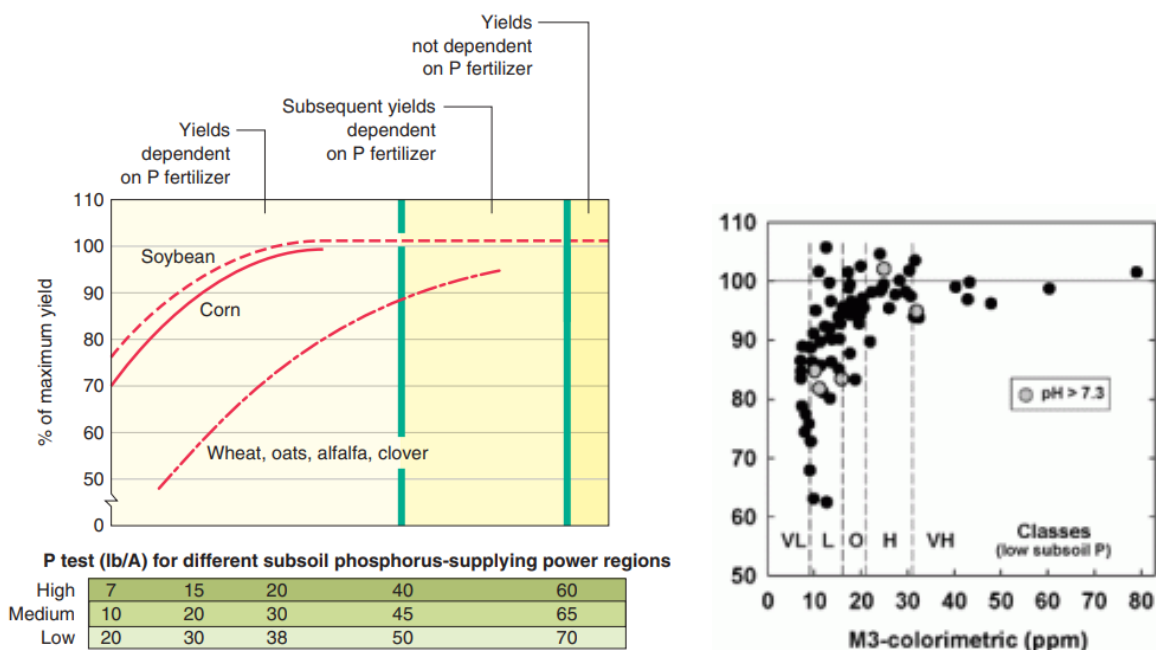 Yields
not dependent
on P fertilizer
Subsequent yields
dependent
on P fertilizer
Yields
dependent
on P fertilizer
110
100
90
80
70
60
50
0
% of maximum yield
Soybean
Corn
Wheat, oats, alfalfa, clover
P test (lb/A) for different subsoil phosphorus-supplying power regions
High 7 15 20 40 60
Medium 10 20 30 45 65
Low 20 30 38 50 70
110
100
90
80
70
60
50
pH > 7.3
VL L O H VH
Classes
(low subsoil P)
0 10 20 30 40 50 60 70 80
M3-colorimetric (ppm)